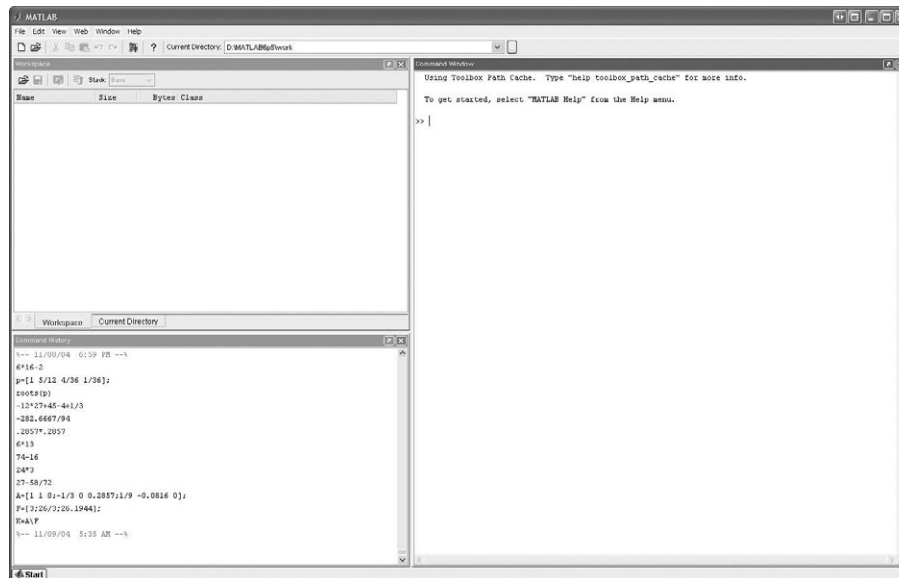 MATLAB
File Edit View Web Window Help
? Current Directory: D:\MATLAB6p5\work
Workspace
Stack: Base
Name Size Bytes Class
Workspace Current Directory
Command History
%-- 11/08/04 6:59 PM --%
6*16-2
p=[1 5/12 4/36 1/36];
roots(p)
-12*27+45-4+1/3
-282.6667/94
.2857*.2857
6*13
74-16
24*3
27-58/72
A=[1 1 0;-1/3 0 0.2857;1/9 -0.0816 0];
F=[3;26/3;26.1944];
K=A\F
%-- 11/09/04 5:35 AM --%
Start
Command Window
Using Toolbox Path Cache. Type "help toolbox_path_cache" for more info.
To get started, select "MATLAB Help" from the Help menu.
>>